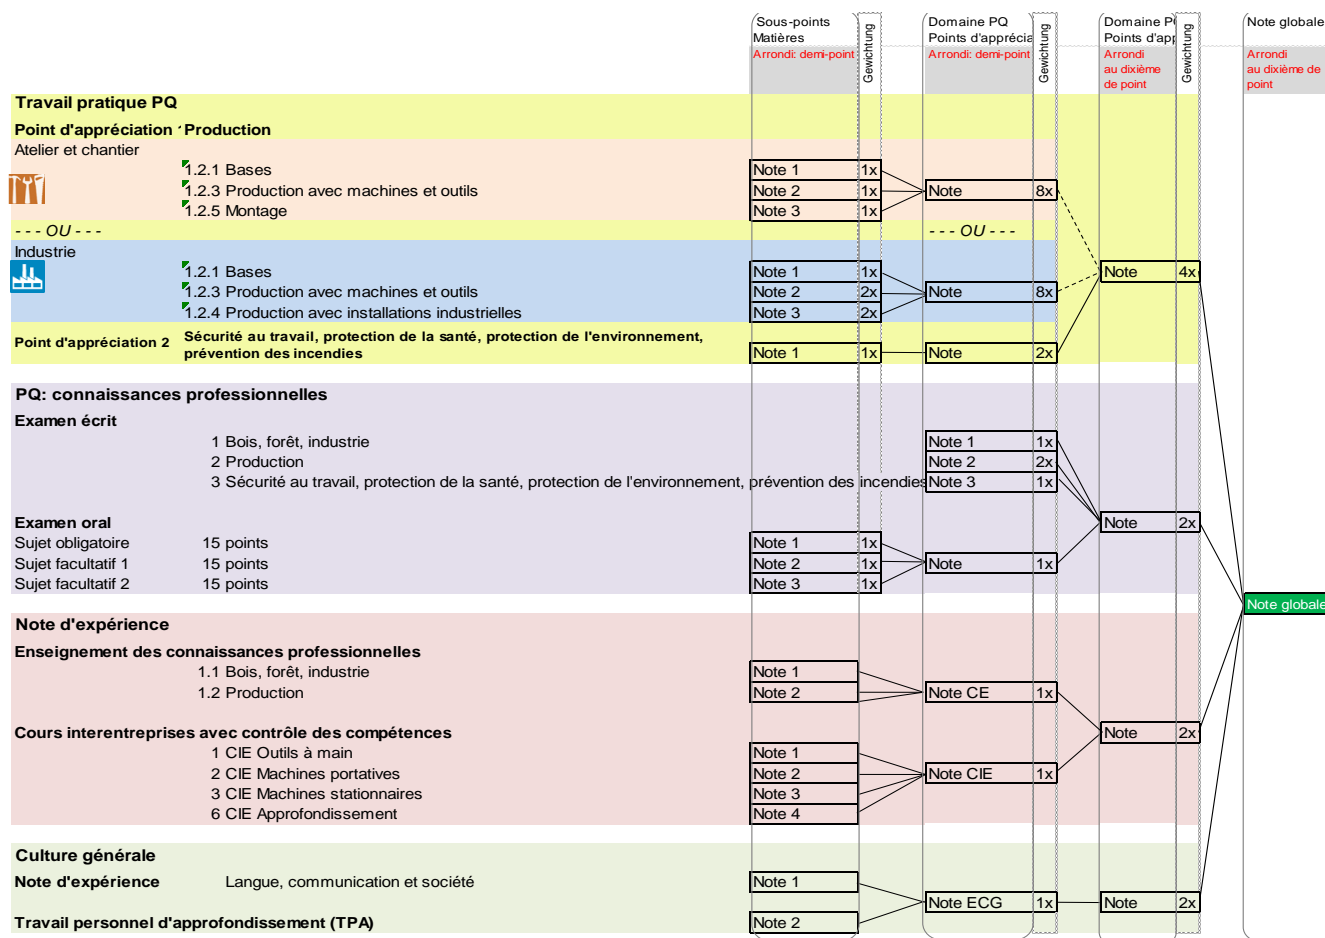 Sous-points
Matières
Gewichtung
Domaine PQ
Points d'apprécia
Gewichtung
Domaine P
Points d'ap
Gewichtung
Note globale
Arrondi: demi-point
Arrondi: demi-point
Arrondi
au dixième
de point
Arrondi
au dixième de
point
Travail pratique PQ
Point d'appréciation Production
Atelier et chantier
1.2.1 Bases Note 1 1x
1.2.3 Production avec machines et outils Note 2 1x Note 8x
1.2.5 Montage Note 3 1x
- - - OU - - - - - - OU - - -
Industrie
1.2.1 Bases Note 1 1x Note 4x
1.2.3 Production avec machines et outils Note 2 2x Note 8x
1.2.4 Production avec installations industrielles Note 3 2x
Point d'appréciation 2 Sécurité au travail, protection de la santé, protection de l'environnement,
prévention des incendies Note 1 1x Note 2x
PQ: connaissances professionnelles
Examen écrit
1 Bois, forêt, industrie Note 1 1x
2 Production Note 2 2x
3 Sécurité au travail, protection de la santé, protection de l'environnement, prévention des incendies Note 3 1x
Examen oral Note 2x
Sujet obligatoire 15 points Note 1 1x
Sujet facultatif 1 15 points Note 2 1x Note 1x
Sujet facultatif 2 15 points Note 3 1x
Note globale
Note d'expérience
Enseignement des connaissances professionnelles
1.1 Bois, forêt, industrie Note 1
1.2 Production Note 2 Note CE 1x
Cours interentreprises avec contrôle des compétences Note 2x
1 CIE Outils à main Note 1
2 CIE Machines portatives Note 2 Note CIE 1x
3 CIE Machines stationnaires Note 3
6 CIE Approfondissement Note 4
Culture générale
Note d'expérience Langue, communication et société Note 1
Note ECG 1x Note 2x
Travail personnel d'approfondissement (TPA) Note 2